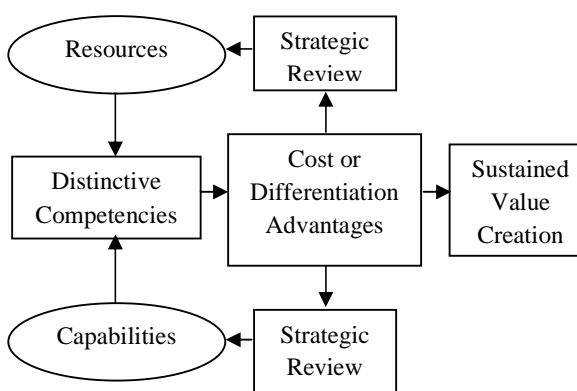 Resources
Strategic
Review
Distinctive
Competencies
Cost or
Differentiation
Advantages
Sustained
Value
Creation
Capabilities
Strategic
Review